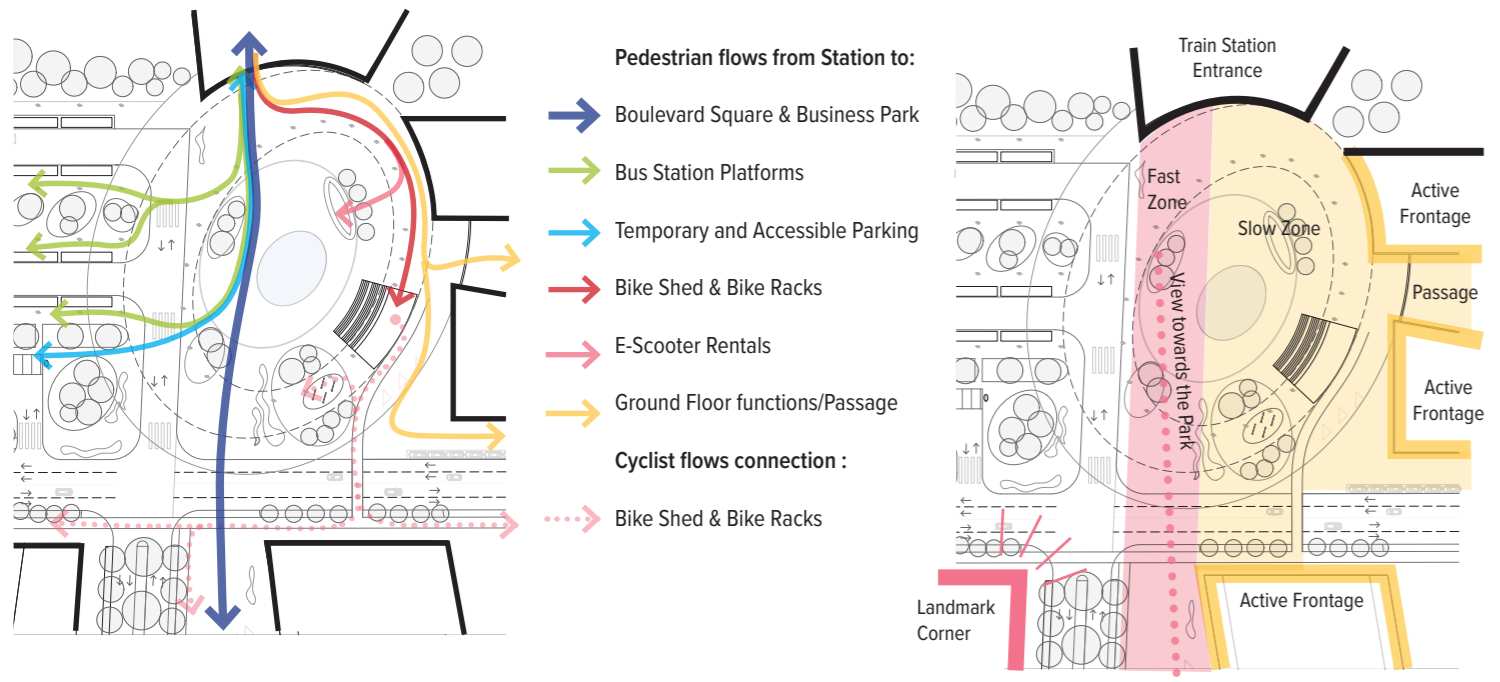 Pedestrian flows from Station to:
Boulevard Square & Business Park
Bus Station Platforms
Temporary and Accessible Parking
Bike Shed & Bike Racks
E-Scooter Rentals
Ground Floor functions/Passage
Cyclist flows connection :
Bike Shed & Bike Racks
Train Station
Entrance
Fast
Zone
Slow Zone
Active
Frontage
Passage
View towards the Park
Active
Frontage
Landmark
Corner
Active Frontage